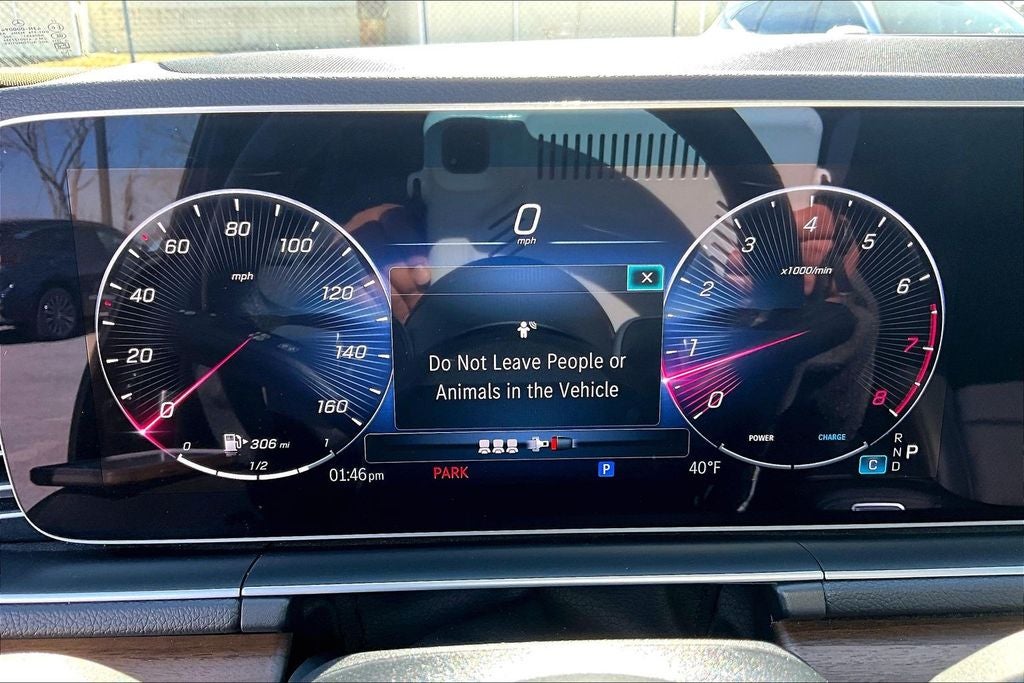 0
mph
0
20
40
60
80
100
120
140
160
mph
306 mi
0
1/2
1
Do Not Leave People or
Animals in the Vehicle
0
1
2
3
4
5
6
7
8
x1000/min
POWER
CHARGE
01:46pm
PARK
P
40°F
C
R
N
D
P